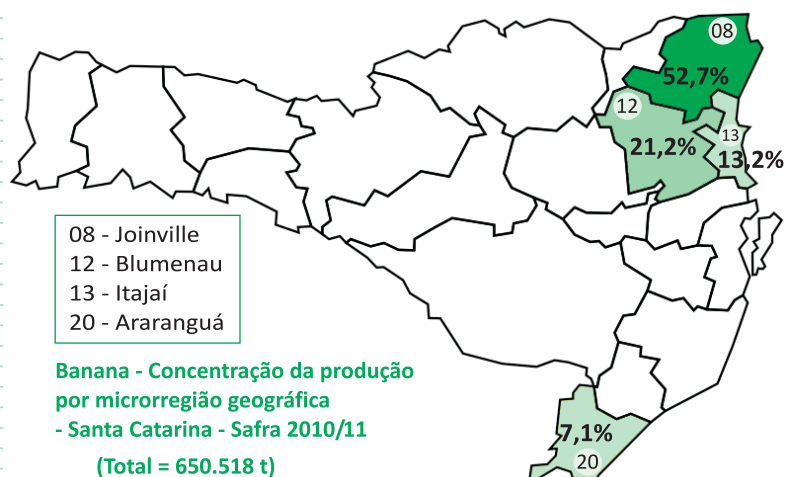 08
52,7%
12
21,2%
13
13,2%
08 - Joinville
12 - Blumenau
13 - Itajaí
20 - Araranguá
Banana - Concentração da produção
por microrregião geográfica
- Santa Catarina - Safra 2010/11
(Total = 650.518 t)
7,1%
20